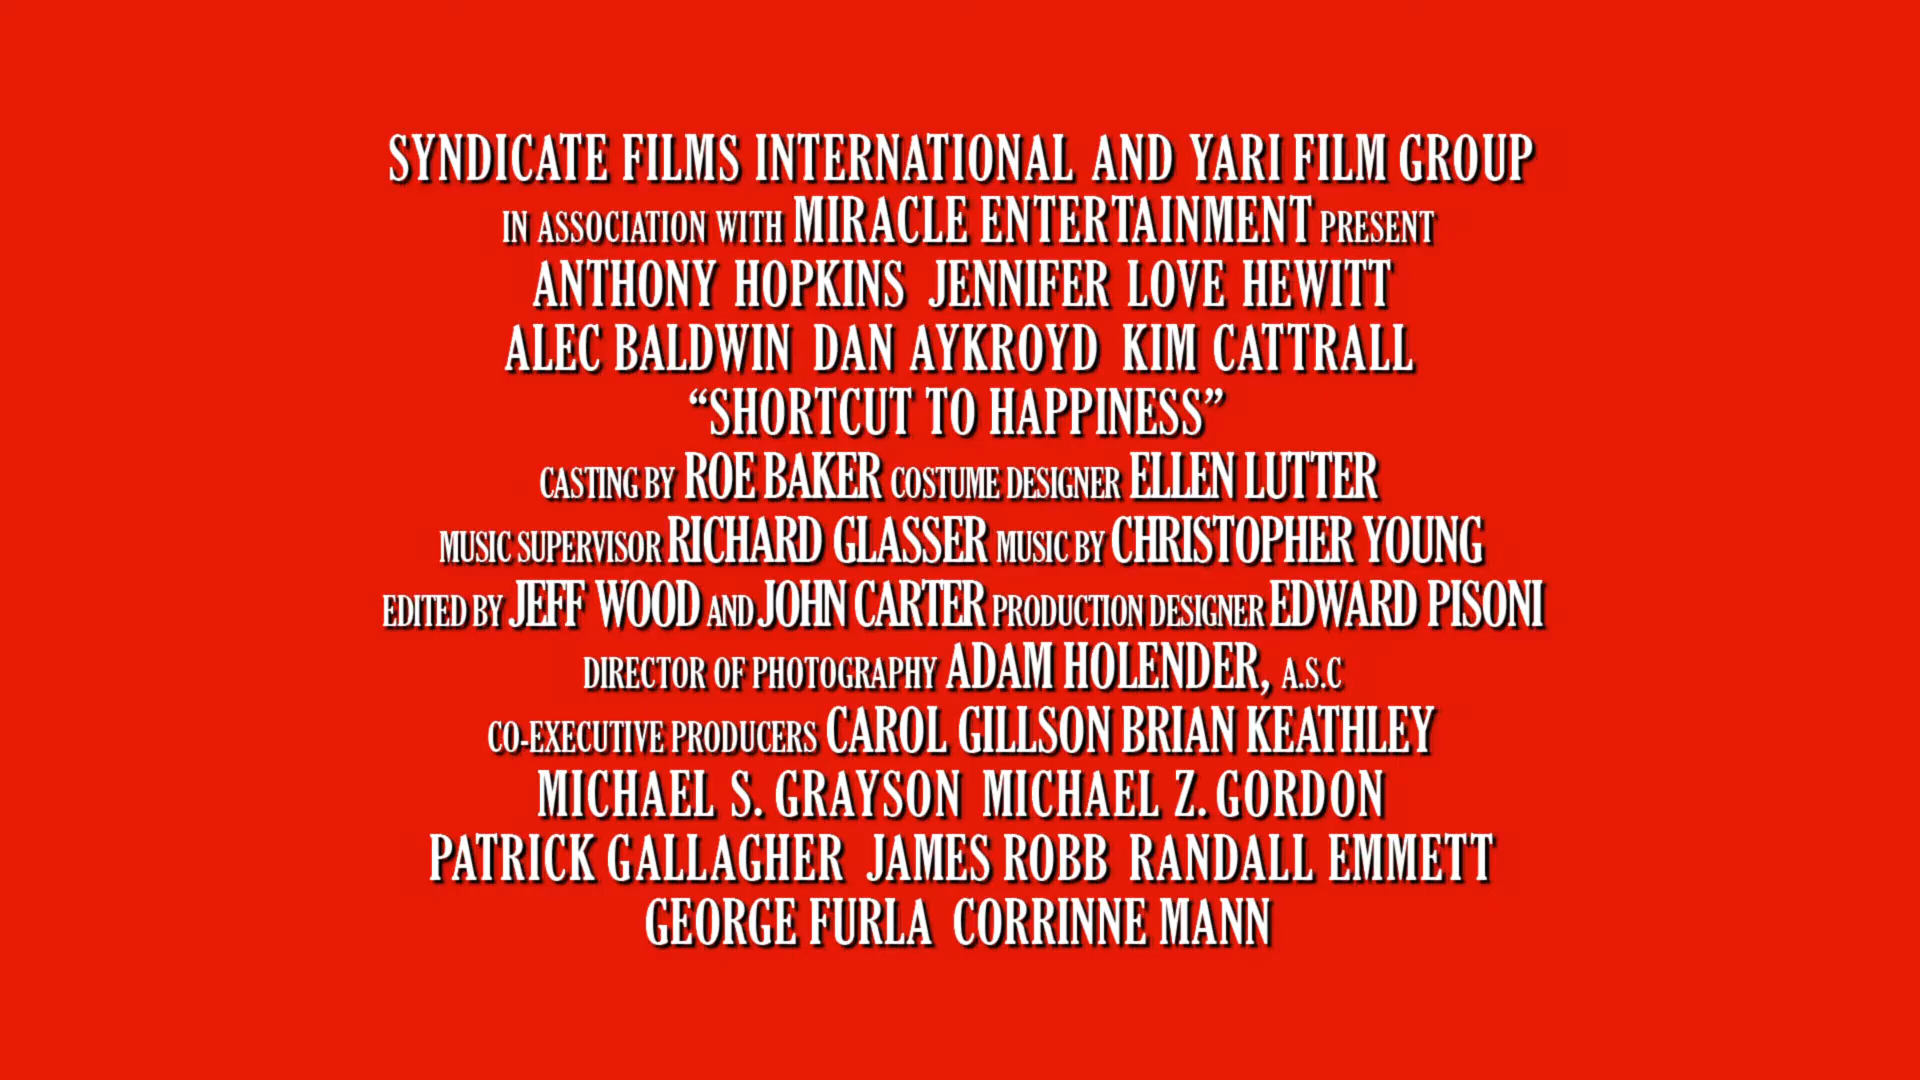 SYNDICATE FILMS INTERNATIONAL AND YARI FILM GROUP
IN ASSOCIATION WITH MIRACLE ENTERTAINMENT PRESENT
ANTHONY HOPKINS JENNIFER LOVE HEWITT
ALEC BALDWIN DAN AYKROYD KIM CATTRALL
“SHORTCUT TO HAPPINESS”
CASTING BY ROE BAKER COSTUME DESIGNER ELLEN LUTTER
MUSIC SUPERVISOR RICHARD GLASSER MUSIC BY CHRISTOPHER YOUNG
EDITED BY JEFF WOOD AND JOHN CARTER PRODUCTION DESIGNER EDWARD PISONI
DIRECTOR OF PHOTOGRAPHY ADAM HOLENDER, A.S.C
CO-EXECUTIVE PRODUCERS CAROL GILLSON BRIAN KEATHLEY
MICHAEL S. GRAYSON MICHAEL Z. GORDON
PATRICK GALLAGHER JAMES ROBB RANDALL EMMETT
GEORGE FURLA CORRINNE MANN